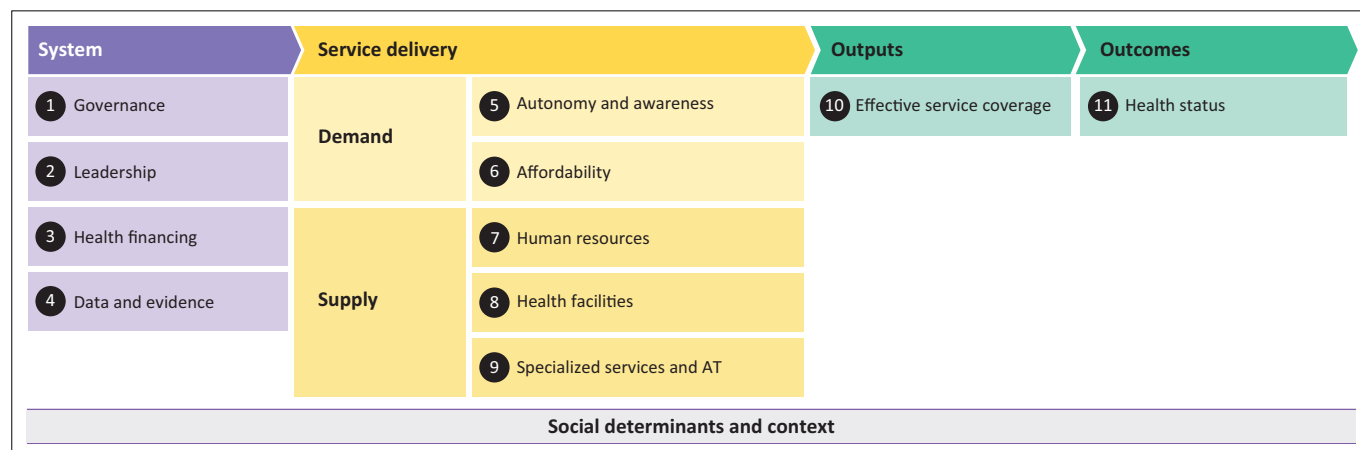 System
Service delivery
Outputs
Outcomes
1 Governance
2 Leadership
3 Health financing
4 Data and evidence
Demand
5 Autonomy and awareness
6 Affordability
Supply
7 Human resources
8 Health facilities
9 Specialized services and AT
10 Effective service coverage
11 Health status
Social determinants and context